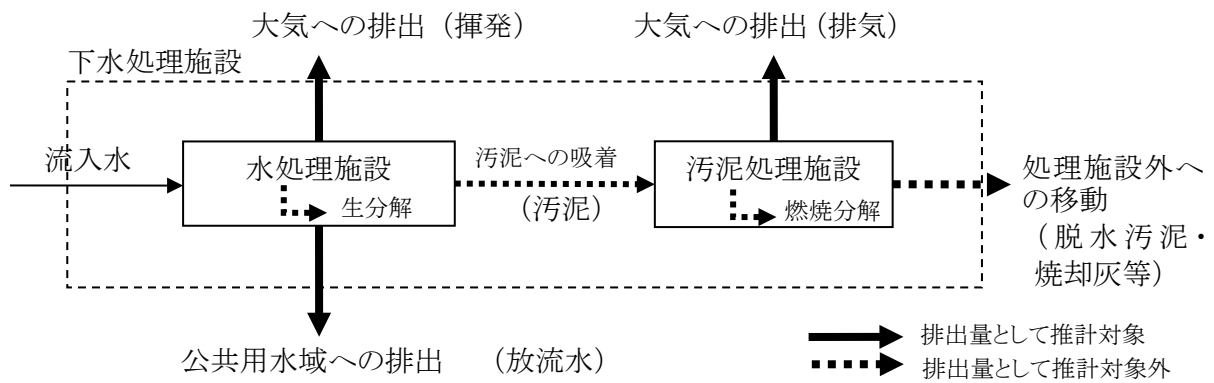 大気への排出（揮発）
大気への排出（排気）
下水処理施設
流入水
水処理施設
生分解
汚泥への吸着
（汚泥）
汚泥処理施設
燃焼分解
処理施設外へ
の移動
（脱水汚泥・
焼却灰等）
公共用水域への排出　（放流水）
排出量として推計対象
排出量として推計対象外